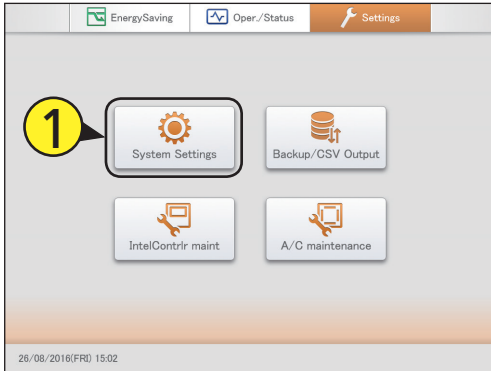 EnergySaving
Oper./Status
Settings
1
System Settings
Backup/CSV Output
IntelContrlr maint
A/C maintenance
26/08/2016(FRI) 15:02